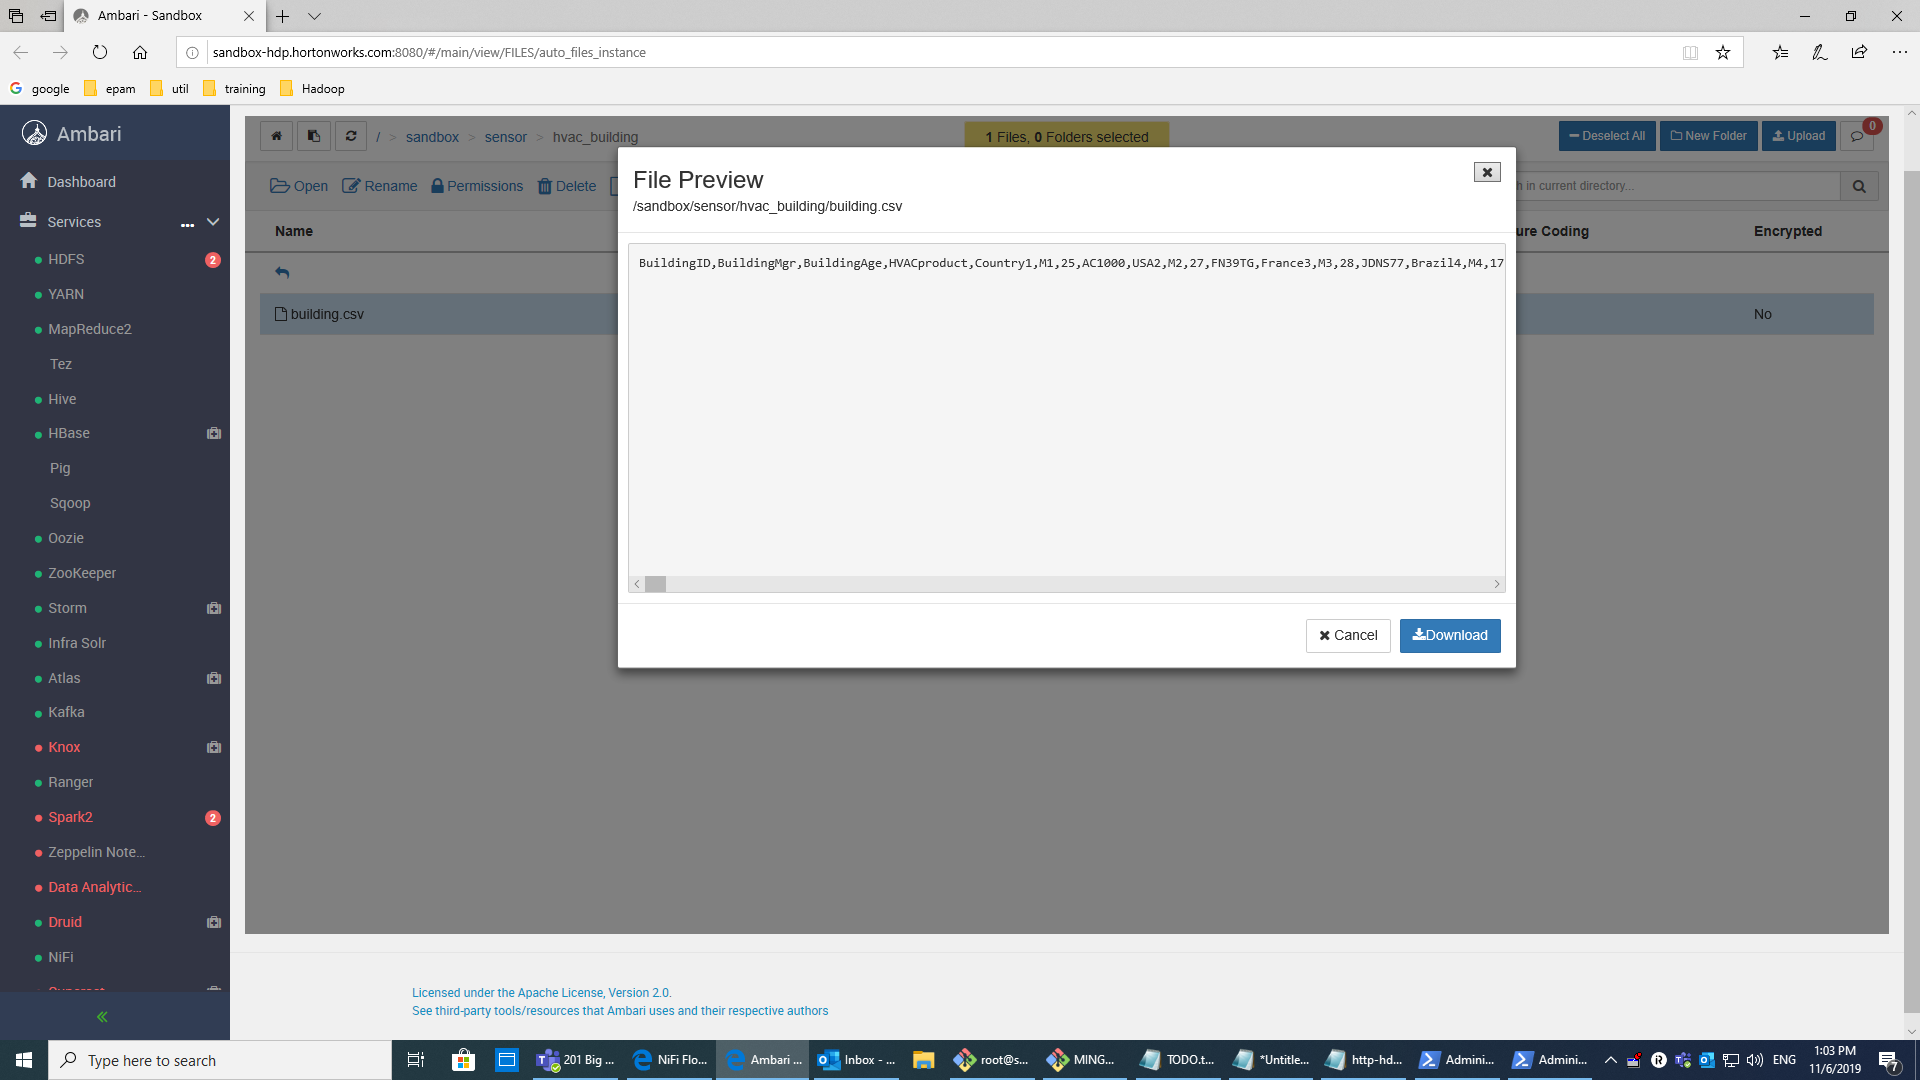 Ambari - Sandbox
sandbox-hdp.hortonworks.com:8080/#/main/view/FILES/auto_files_instance
google
epam
util
training
Hadoop
Ambari
/ > sandbox > sensor > hvac_building
1 Files, 0 Folders selected
Deselect All
New Folder
Upload
0
Dashboard
Open
Rename
Permissions
Delete
h in current directory...
File Preview
/sandbox/sensor/hvac_building/building.csv
Services
...
Name
ure Coding
Encrypted
HDFS
2
BuildingID,BuildingMgr,BuildingAge,HVACproduct,Country1,M1,25,AC1000,USA2,M2,27,FN39TG,France3,M3,28,JDNS77,Brazil4,M4,17
YARN
building.csv
No
MapReduce2
Tez
Hive
HBase
Pig
Sqoop
Oozie
ZooKeeper
Storm
Infra Solr
Cancel
Download
Atlas
Kafka
Knox
Ranger
Spark2
2
Zeppelin Note...
Data Analytic...
Druid
NiFi
Licensed under the Apache License, Version 2.0.
See third-party tools/resources that Ambari uses and their respective authors
Type here to search
201 Big ...
NiFi Flo...
Ambari ...
Inbox - ...
root@s...
MING...
TODO.t...
*Untitle...
http-hd...
Admini...
Admini...
ENG
1:03 PM
11/6/2019
7